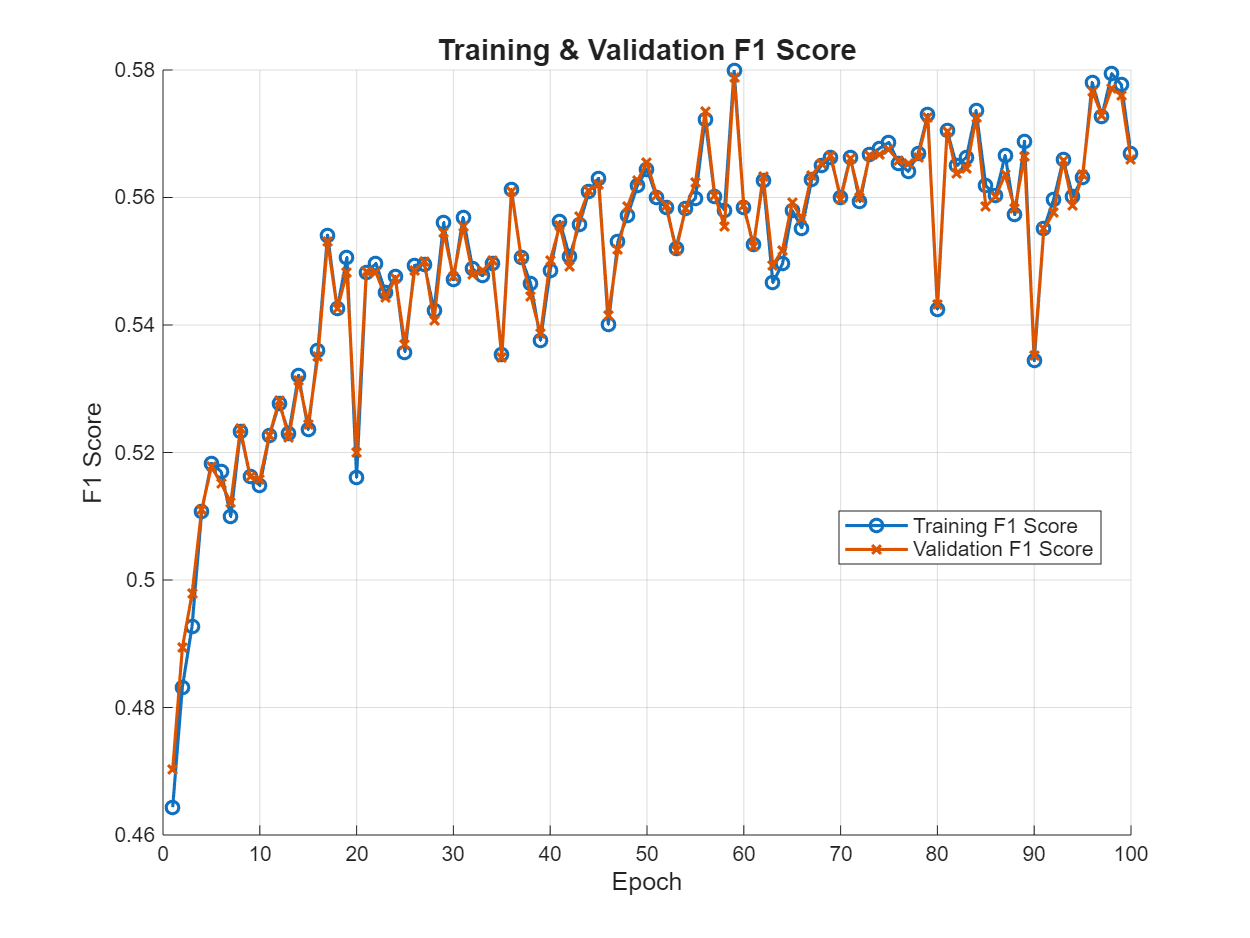 Training & Validation F1 Score
0.58
0.56
0.54
0.52
0.5
0.48
0.46
F1 Score
Training F1 Score
Validation F1 Score
0 10 20 30 40 50 60 70 80 90 100
Epoch